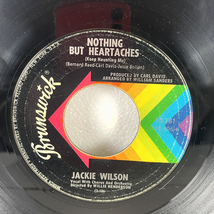 NOTHING
BUT HEARTACHES
(Keep Haunting Me)
PRODUCED BY CARL DAVIS
ARRANGED BY WILLIAM SANDERS
Brunswick
JACKIE WILSON
Vocal With Chorus And Orchestra
Directed By WILLIE HENDERSON